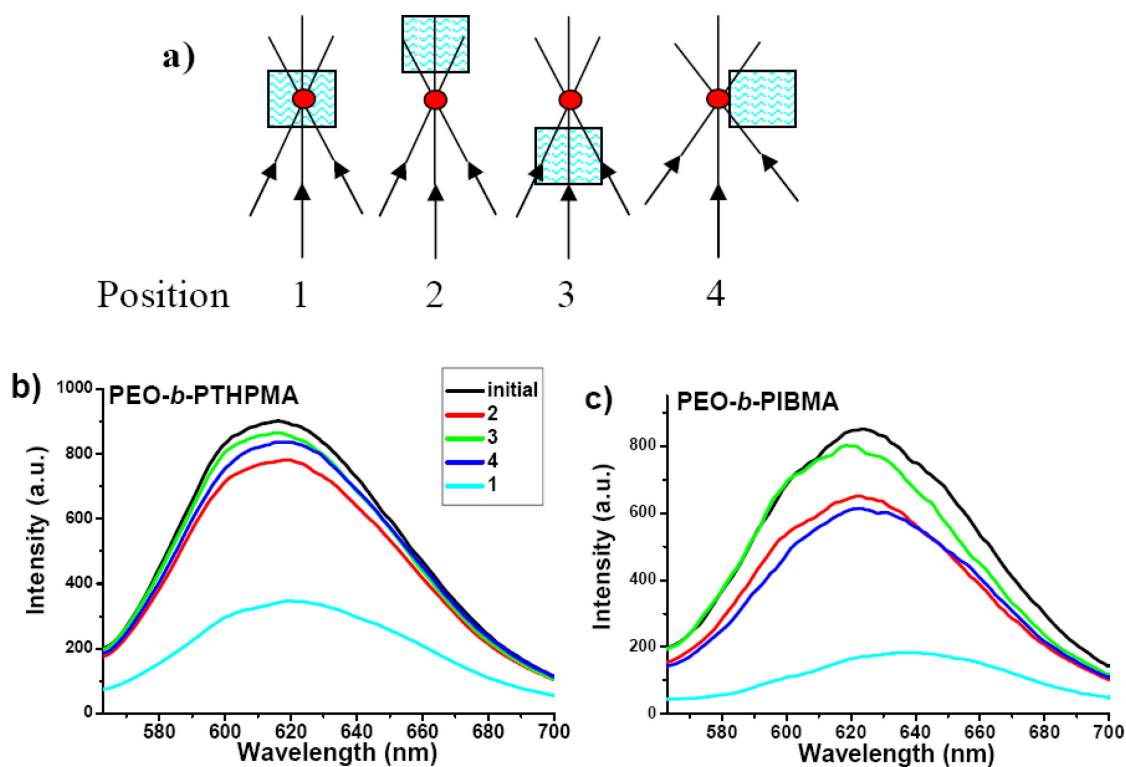 a)
Position 1 2 3 4
b)
PEO-b-PTHPMA
1000
800
600
400
200
0
Intensity (a.u.)
580 600 620 640 660 680 700
Wavelength (nm)
initial
2
3
4
1
c)
PEO-b-PIBMA
800
600
400
200
0
Intensity (a.u.)
580 600 620 640 660 680 700
Wavelength (nm)